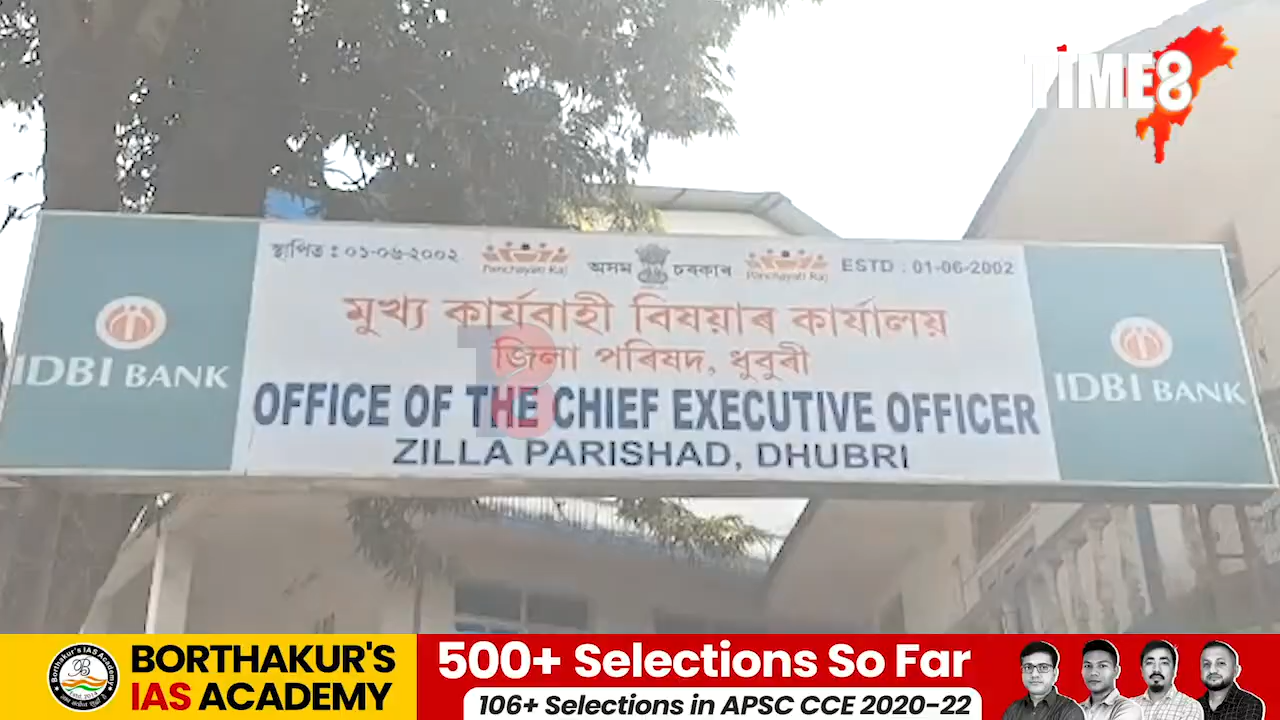 TIME8
স্থাপিত : ০১-০৬-২০০২
Panchayati Raj
অসম চৰকাৰ
Panchayati Raj
ESTD : 01-06-2002
মুখ্য কাৰ্যবাহী বিষয়াৰ কাৰ্যালয়
জিলা পৰিষদ, ধুবুৰী
IDBI BANK
OFFICE OF THE CHIEF EXECUTIVE OFFICER
IDBI BANK
ZILLA PARISHAD, DHUBRI
BORTHAKUR'S
IAS ACADEMY
500+ Selections So Far
106+ Selections in APSC CCE 2020-22